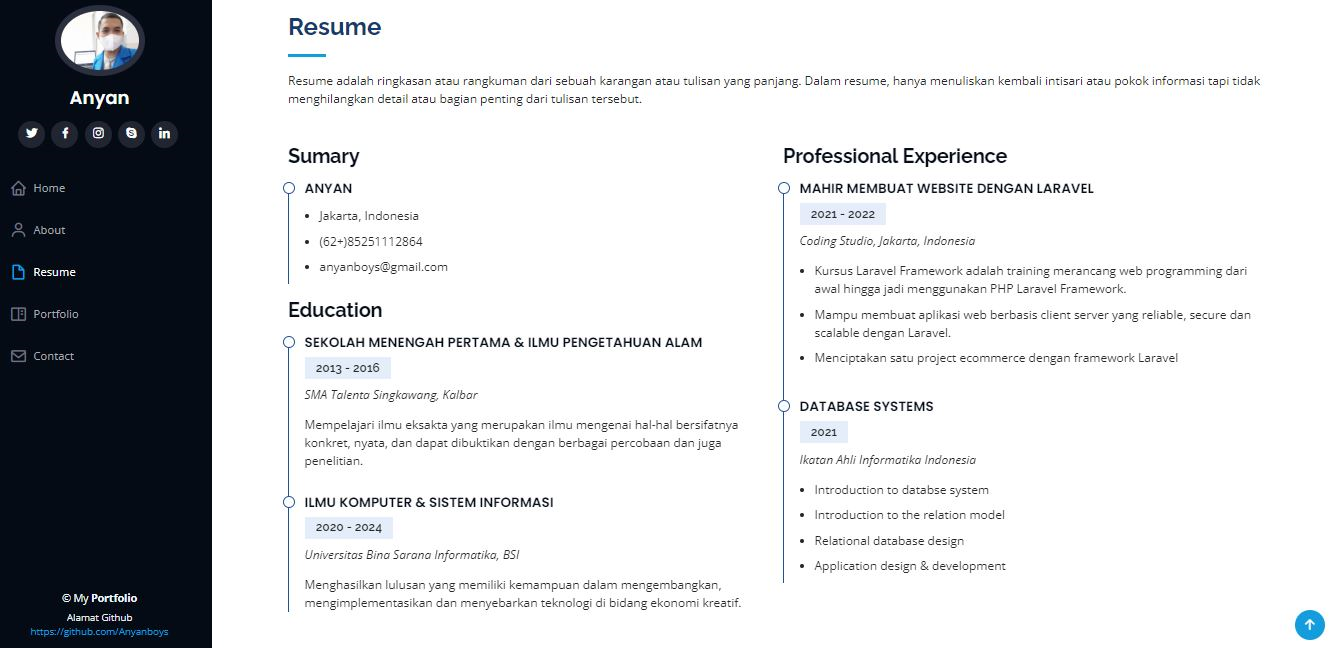 Anyan
Home
About
Resume
Portfolio
Contact
© My Portfolio
Alamat Github
https://github.com/Anyanboys
Resume
Resume adalah ringkasan atau rangkuman dari sebuah karangan atau tulisan yang panjang. Dalam resume, hanya menuliskan kembali intisari atau pokok informasi tapi tidak
menghilangkan detail atau bagian penting dari tulisan tersebut.
Sumary
ANYAN
Jakarta, Indonesia
(62+)85251112864
anyanboys@gmail.com
Education
SEKOLAH MENENGAH PERTAMA & ILMU PENGETAHUAN ALAM
2013 - 2016
SMA Talenta Singkawang, Kalbar
Mempelajari ilmu eksakta yang merupakan ilmu mengenai hal-hal bersifatnya
konkret, nyata, dan dapat dibuktikan dengan berbagai percobaan dan juga
penelitian.
ILMU KOMPUTER & SISTEM INFORMASI
2020 - 2024
Universitas Bina Sarana Informatika, BSI
Menghasilkan lulusan yang memiliki kemampuan dalam mengembangkan,
mengimplementasikan dan menyebarkan teknologi di bidang ekonomi kreatif.
Professional Experience
MAHIR MEMBUAT WEBSITE DENGAN LARAVEL
2021 - 2022
Coding Studio, Jakarta, Indonesia
Kursus Laravel Framework adalah training merancang web programming dari
awal hingga jadi menggunakan PHP Laravel Framework.
Mampu membuat aplikasi web berbasis client server yang reliable, secure dan
scalable dengan Laravel.
Menciptakan satu project ecommerce dengan framework Laravel
DATABASE SYSTEMS
2021
Ikatan Ahli Informatika Indonesia
Introduction to databse system
Introduction to the relation model
Relational database design
Application design & development